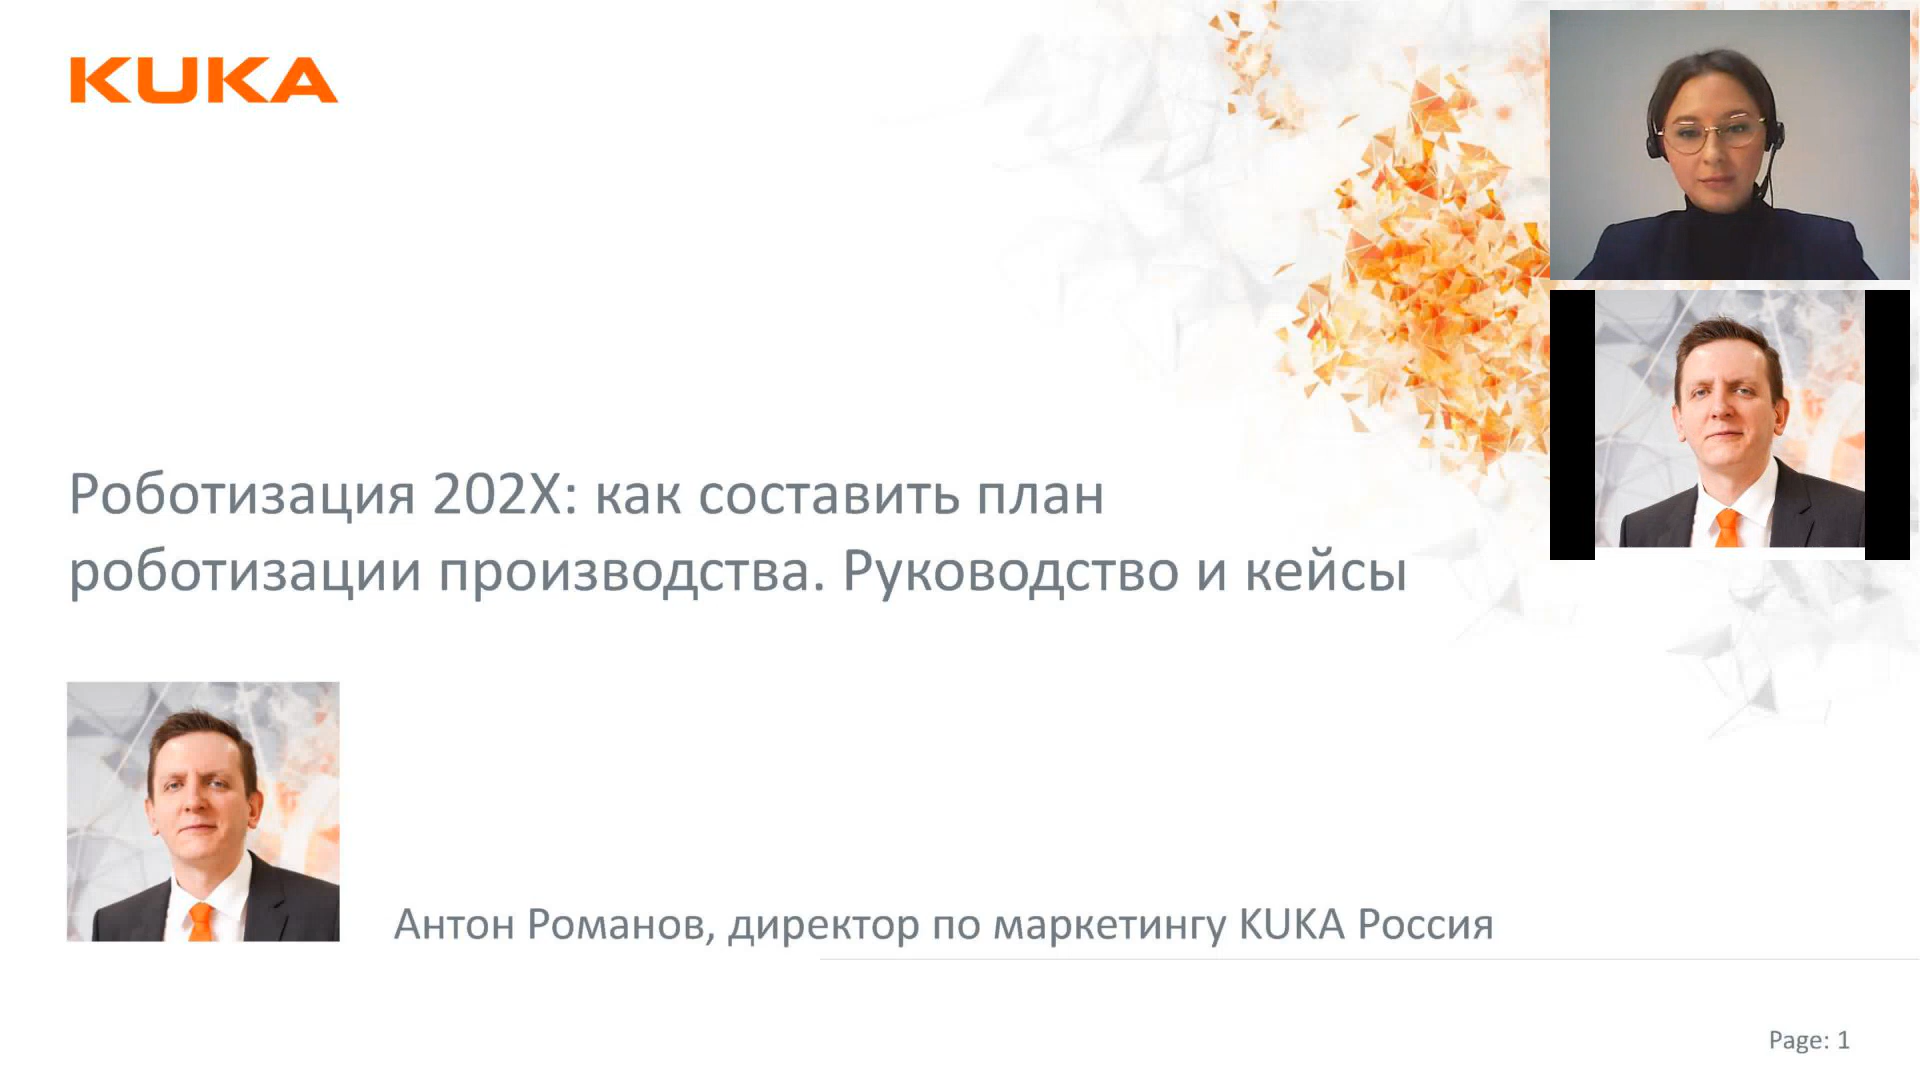 KUKA
Роботизация 202X: как составить план
роботизации производства. Руководство и кейсы
Антон Романов, директор по маркетингу KUKA Россия
Page: 1